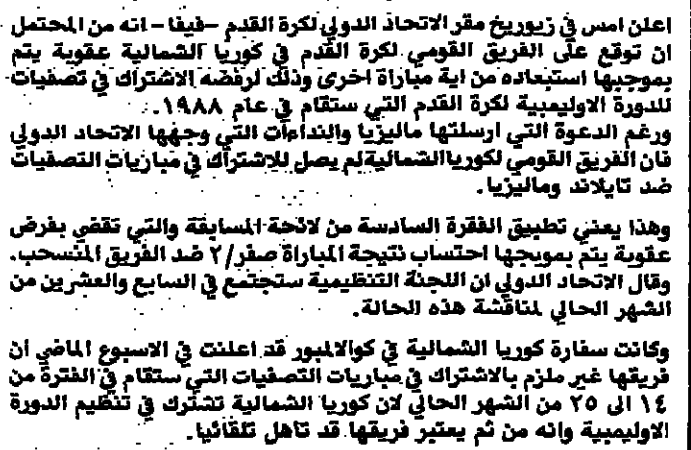 اعلن امس في زيوريخ مقر الاتحاد الدولي لكرة القدم -فيفا- انه من المحتمل
ان توقع على الفريق القومي لكرة القدم في كوريا الشمالية عقوبة يتم
بموجبها استبعاده من اية مباراة اخرى وذلك لرفضه الاشتراك في تصفيات
للدورة الاوليمبية لكرة القدم التي ستقام في عام ١٩٨٨.
ورغم الدعوة التي ارسلتها ماليزيا والنداءات التي وجهها الاتحاد الدولي
فان الفريق القومي لكوريا الشمالية لم يصل للاشتراك في مباريات التصفيات
ضد تايلاند وماليزيا.
وهذا يعني تطبيق الفقرة السادسة من لائحة المسابقة والتي تقضي بفرض
عقوبة يتم بمويجها احتساب نتيجة المباراة صفر/٢ ضد الفريق المنسحب.
وقال الاتحاد الدولي ان اللجنة التنظيمية ستجتمع في السابع والعشرين من
الشهر الحالي لمناقشة هذه الحالة.
وكانت سفارة كوريا الشمالية في كوالالمبور قد اعلنت في الاسبوع الماضي ان
فريقها غير ملزم بالاشتراك في مباريات التصفيات التي ستقام في الفترة من
١٤ الى ٢٥ من الشهر الحالي لان كوريا الشمالية تشترك في تنظيم الدورة
الاوليمبية وانه من ثم يعتبر فريقها قد تاهل تلقائيا.